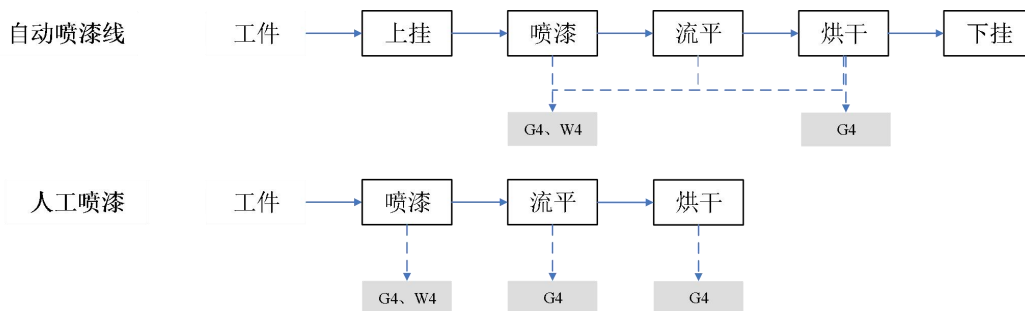 自动喷漆线 工件 上挂 喷漆 流平 烘干 下挂
G4、W4 G4
人工喷漆 工件 喷漆 流平 烘干
G4、W4 G4 G4